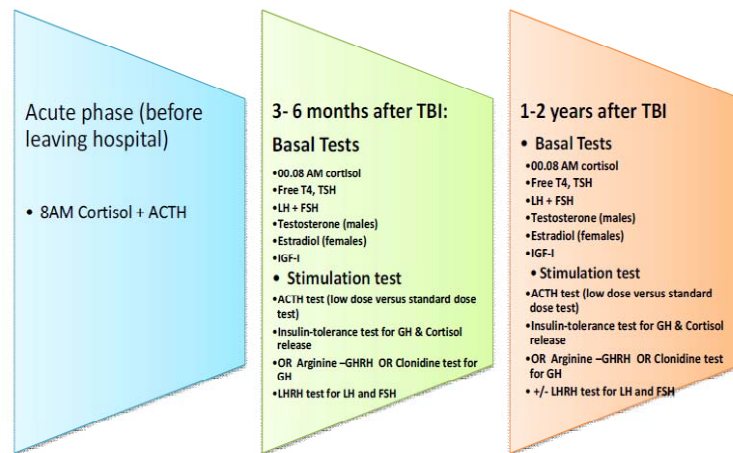 Acute phase (before
leaving hospital)
• 8AM Cortisol + ACTH
3- 6 months after TBI:
Basal Tests
•00.08 AM cortisol
•Free T4, TSH
•LH + FSH
•Testosterone (males)
•Estradiol (females)
•IGF-I
• Stimulation test
•ACTH test (low dose versus standard dose
test)
•Insulin-tolerance test for GH & Cortisol
release
•OR Arginine –GHRH OR Clonidine test for
GH
•LHRH test for LH and FSH
1-2 years after TBI
• Basal Tests
•00.08 AM cortisol
•Free T4, TSH
•LH + FSH
•Testosterone (males)
•Estradiol (females)
•IGF-I
• Stimulation test
•ACTH test (low dose versus standard
dose test)
•Insulin-tolerance test for GH & Cortisol
release
•OR Arginine –GHRH OR Clonidine test
for GH
• +/- LHRH test for LH and FSH